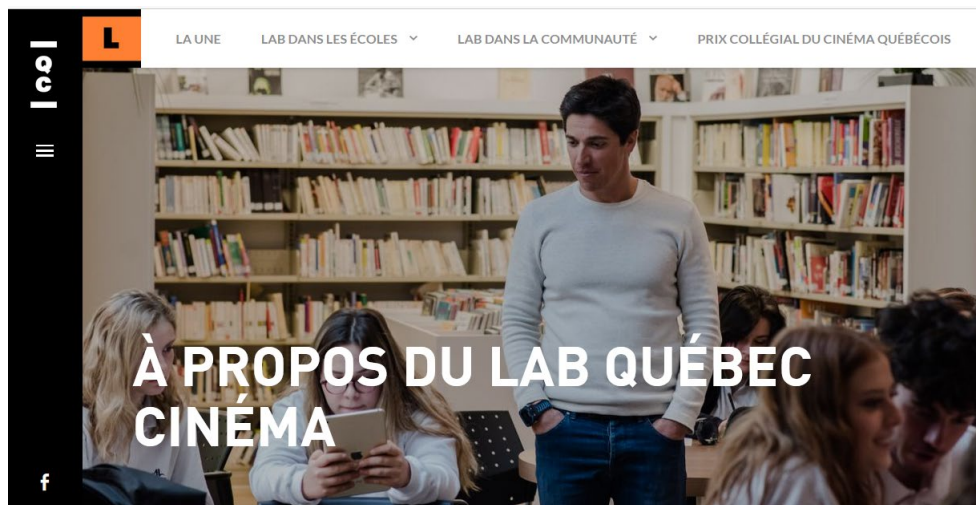 QC
L
LA UNE
LAB DANS LES ÉCOLES
LAB DANS LA COMMUNAUTÉ
PRIX COLLÉGIAL DU CINÉMA QUÉBÉCOIS
À PROPOS DU LAB QUÉBEC
CINÉMA
f